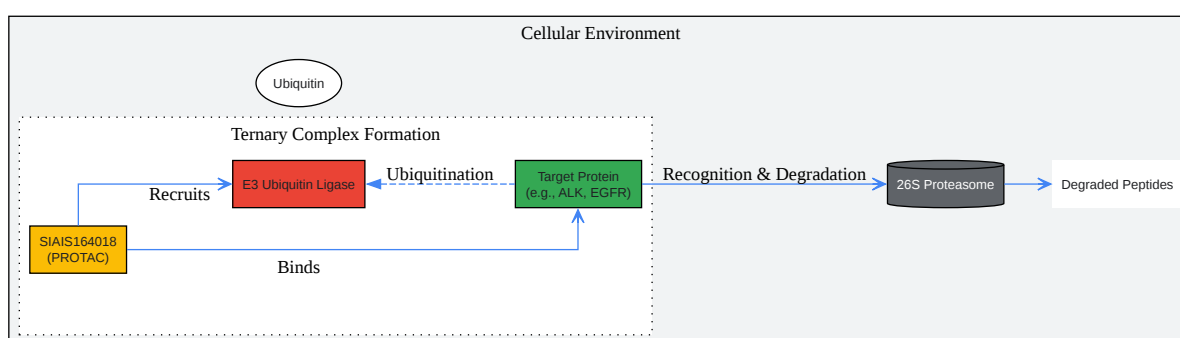 Cellular Environment
Ubiquitin
Ternary Complex Formation
E3 Ubiquitin Ligase
Ubiquitination
Target Protein
(e.g., ALK, EGFR)
Recognition & Degradation
26S Proteasome
Degraded Peptides
Recruits
SIAIS164018
(PROTAC)
Binds